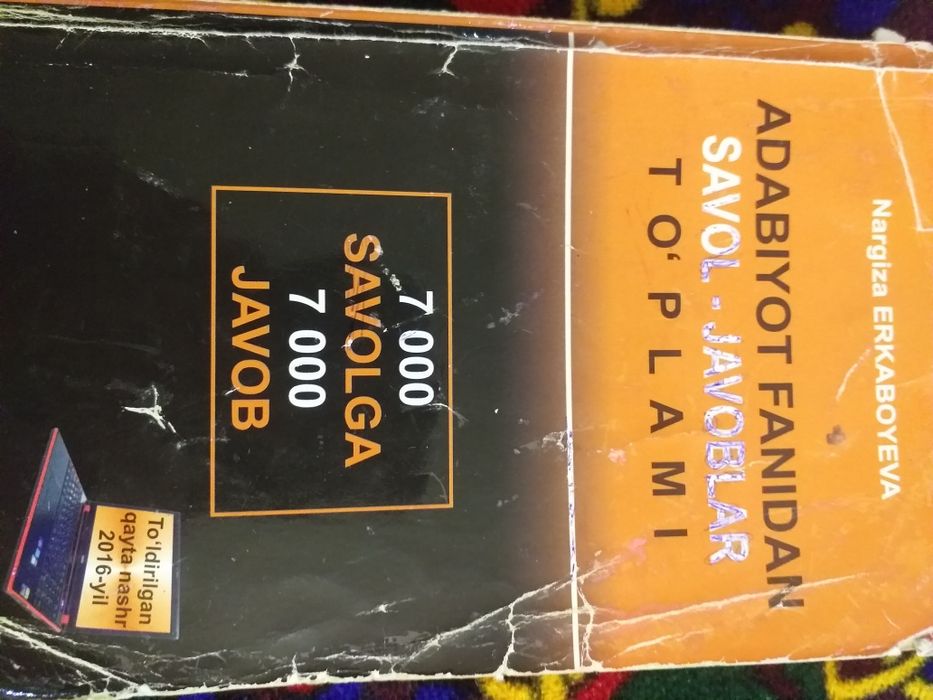 Nargiza ERKABOYEVA
ADABIYOT FANIDAN
SAVOL - JAVOBLAR
TO‘PLAMI
7 000
SAVOLGA
7 000
JAVOB
To‘ldirilgan
qayta nashr
2016-yil